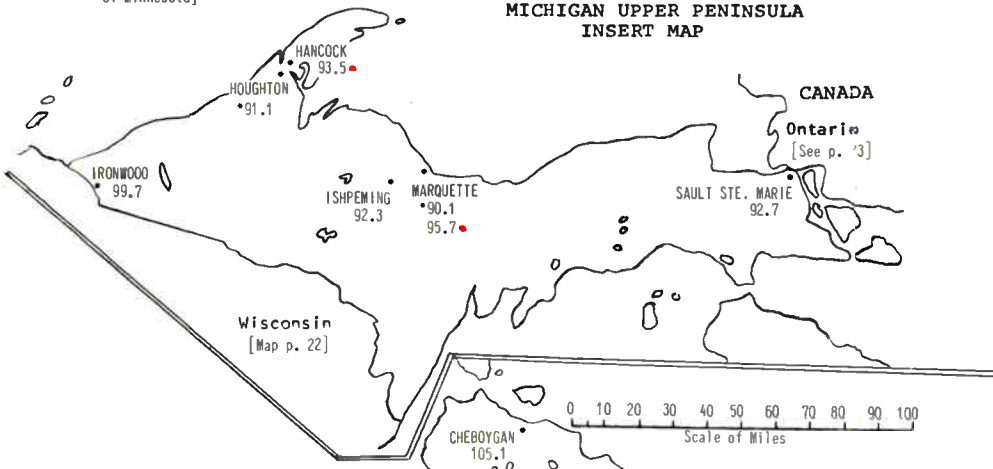 MICHIGAN UPPER PENINSULA
INSERT MAP
HANCOCK
93.5
HOUGHTON
91.1
CANADA
Ontario
[See p. 3]
IRONWOOD
99.7
ISHPEMING
92.3
MARQUETTE
90.1
95.7
SAULT STE. MARIE
92.7
Wisconsin
[Map p. 22]
0 10 20 30 40 50 60 70 80 90 100
Scale of Miles
CHEBOYGAN
105.1